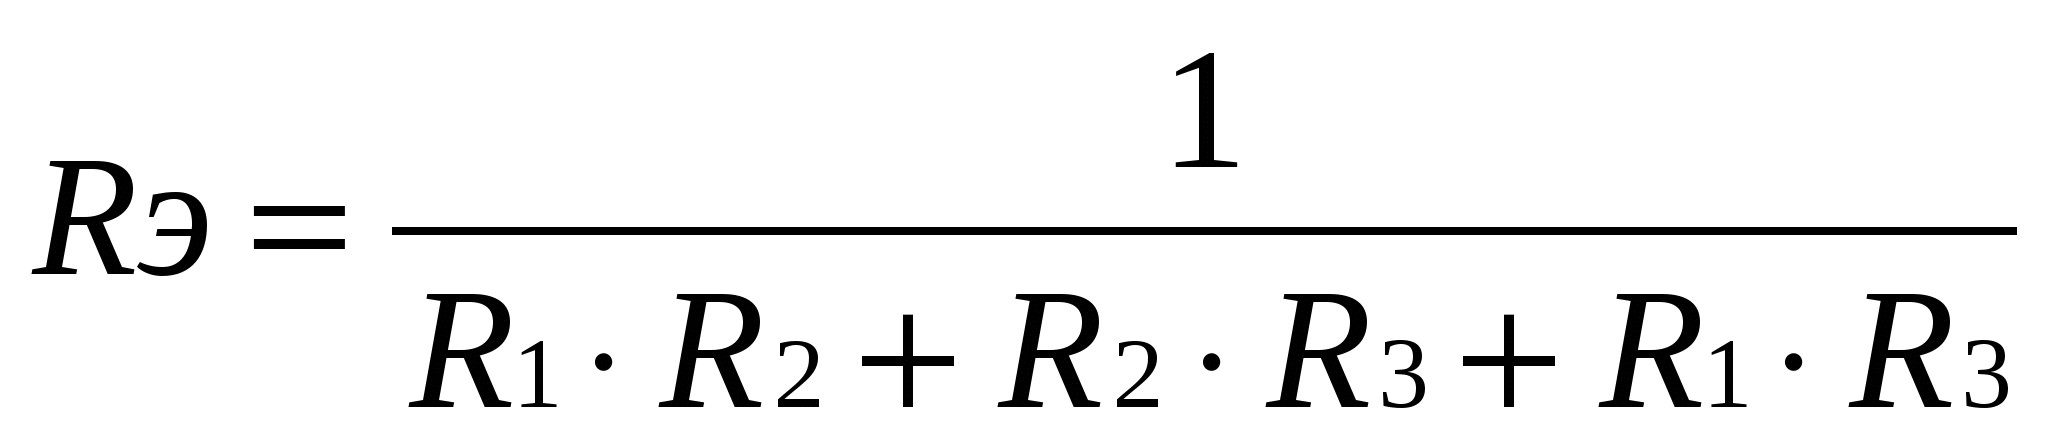 Rэ = 1 / (R1 · R2 + R2 · R3 + R1 · R3)